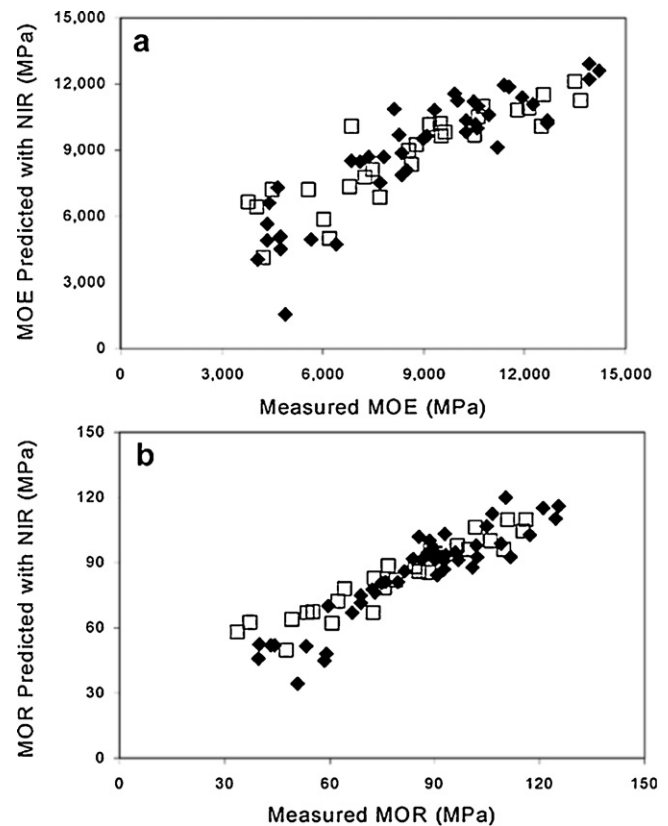 a
MOE Predicted with NIR (MPa)
15,000
12,000
9,000
6,000
3,000
0
0 3,000 6,000 9,000 12,000 15,000
Measured MOE (MPa)
b
MOR Predicted with NIR (MPa)
150
120
90
60
30
0
0 30 60 90 120 150
Measured MOR (MPa)